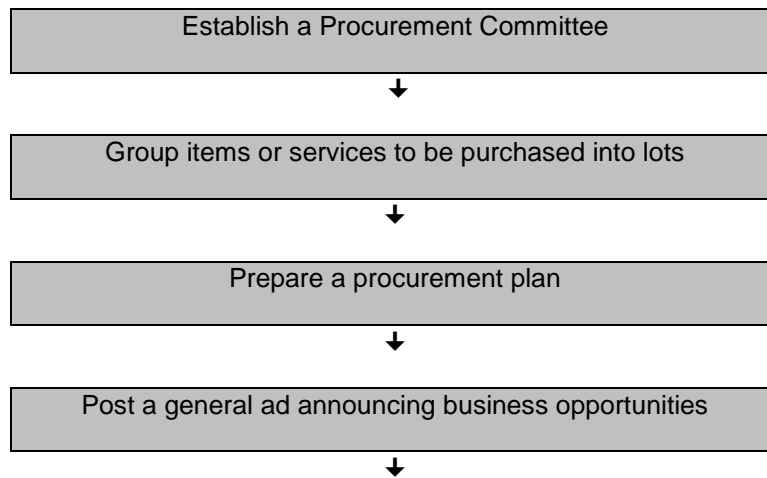 Establish a Procurement Committee
Group items or services to be purchased into lots
Prepare a procurement plan
Post a general ad announcing business opportunities